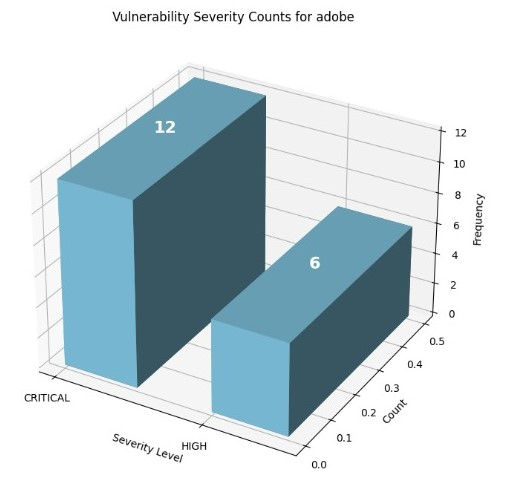 Vulnerability Severity Counts for adobe
12
6
12
10
8
6
4
2
0
Frequency
0.5
0.4
0.3
0.2
0.1
0.0
Count
CRITICAL
HIGH
Severity Level